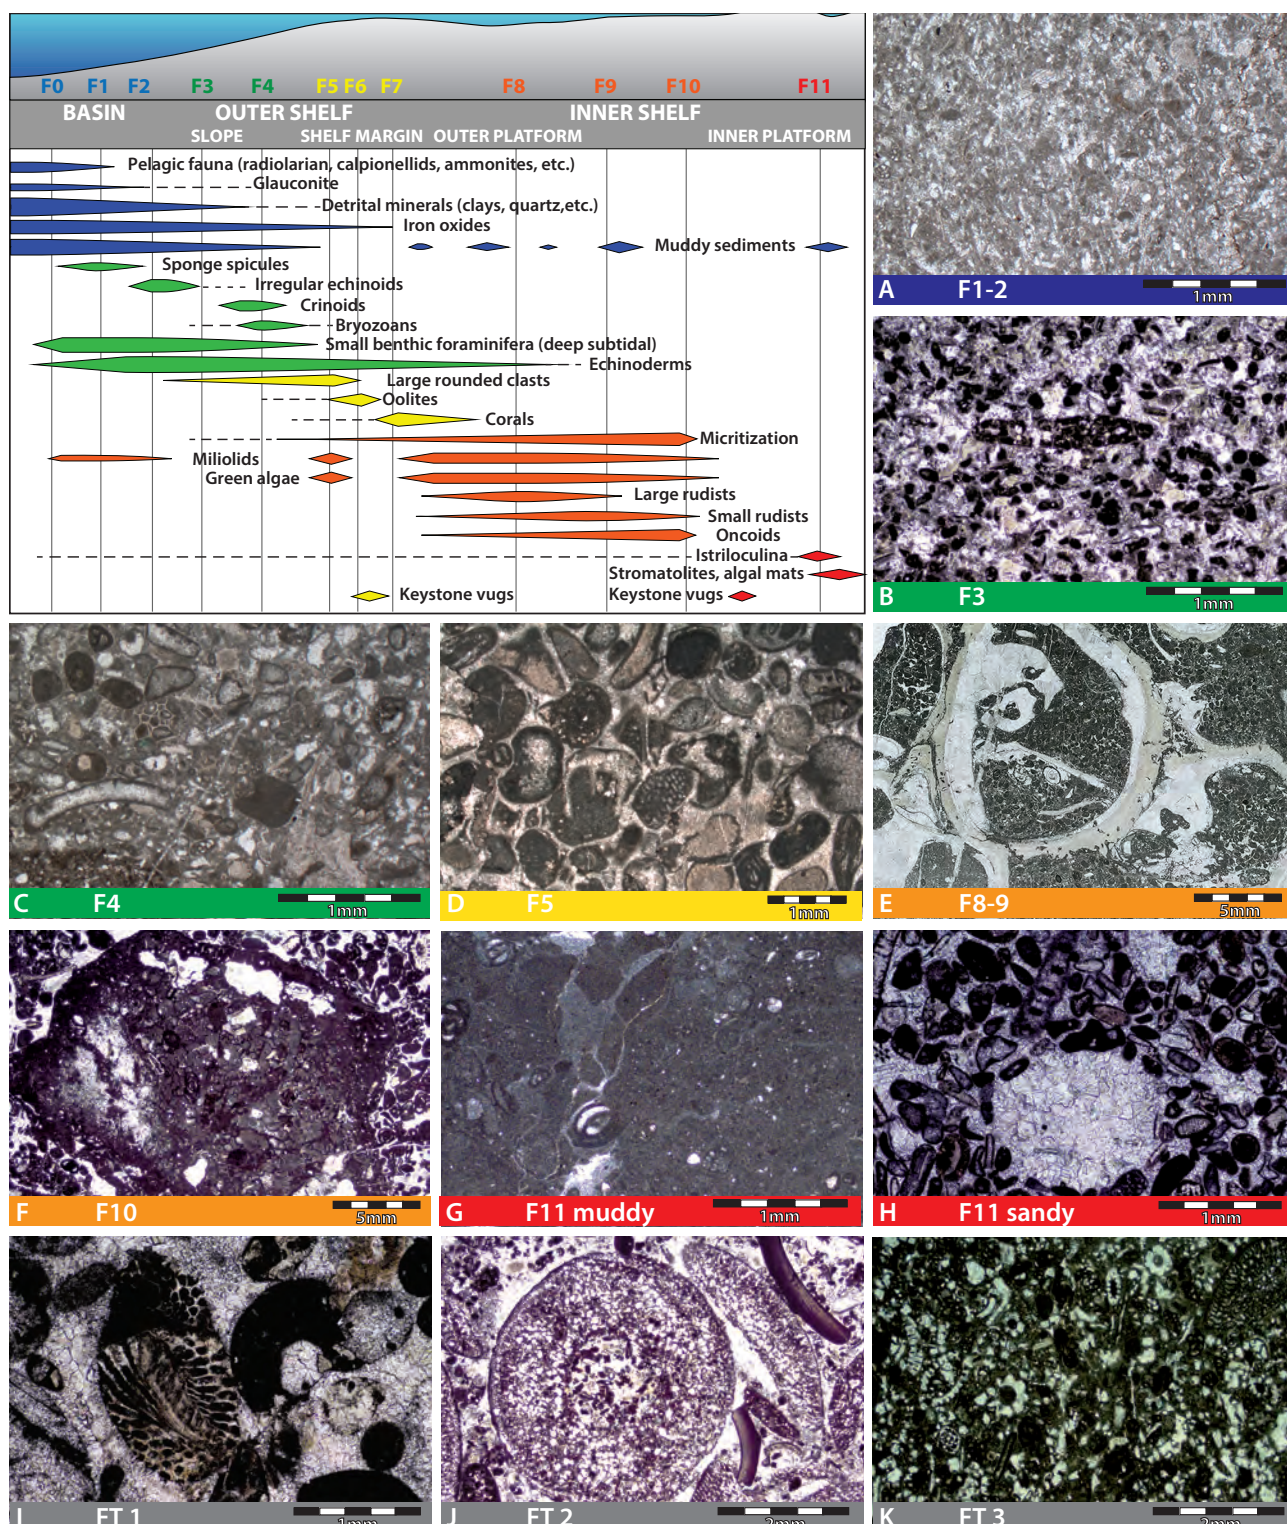 F0 F1 F2 F3 F4 F5 F6 F7 F8 F9 F10 F11
BASIN OUTER SHELF INNER SHELF
SLOPE SHELF MARGIN OUTER PLATFORM INNER PLATFORM
Pelagic fauna (radiolarian, calpionellids, ammonites, etc.)
Glauconite
Detrital minerals (clays, quartz,etc.)
Iron oxides
Muddy sediments
Sponge spicules
Irregular echinoids
Crinoids
Bryozoans
Small benthic foraminifera (deep subtidal)
Echinoderms
Large rounded clasts
Oolites
Corals
Micritization
Miliolids
Green algae
Large rudists
Small rudists
Oncoids
Istriloculina
Stromatolites, algal mats
Keystone vugs Keystone vugs
A F1-2 1mm
B F3 1mm
C F4 1mm
D F5 1mm
E F8-9 5mm
F F10 5mm
G F11 muddy 1mm
H F11 sandy 1mm
I FT 1 1mm
J FT 2 2mm
K FT 3 2mm